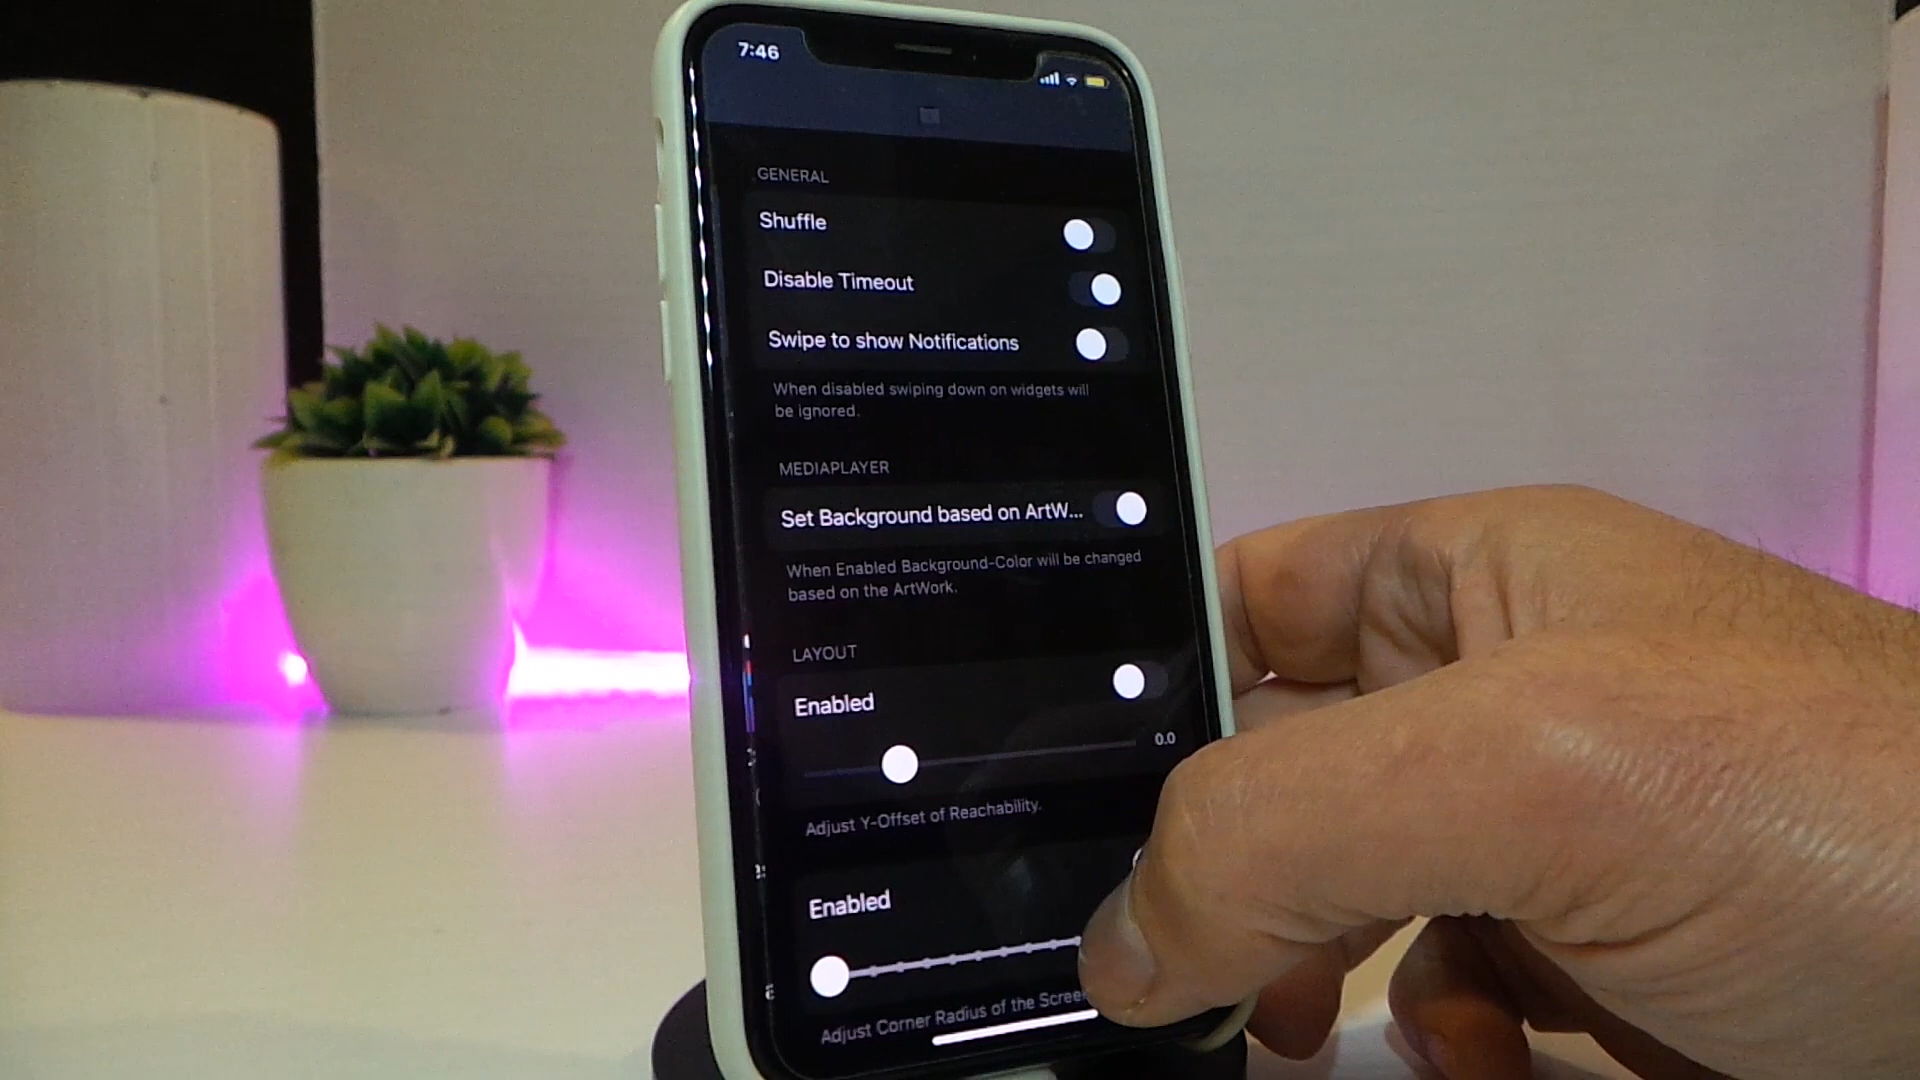 7:46
GENERAL
Shuffle
Disable Timeout
Swipe to show Notifications
When disabled swiping down on widgets will
be ignored.
MEDIAPLAYER
Set Background based on ArtW...
When Enabled Background-Color will be changed
based on the ArtWork.
LAYOUT
Enabled
0.0
Adjust Y-Offset of Reachability.
Enabled
Adjust Corner Radius of the Screen